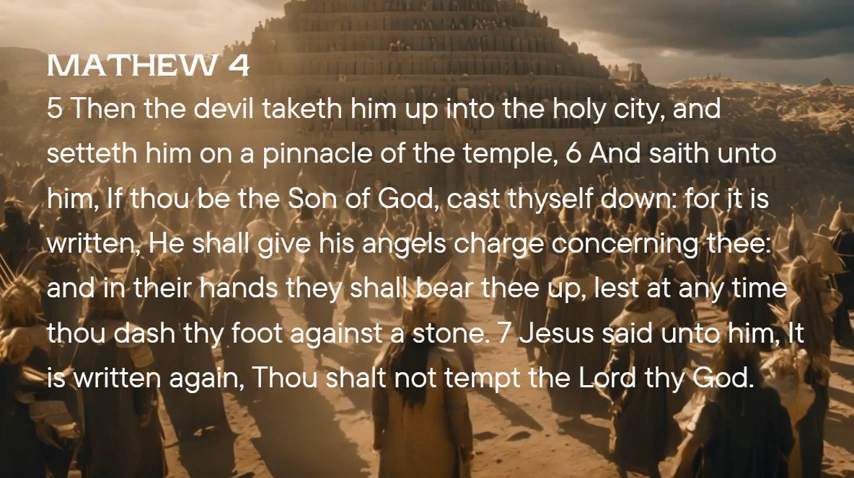 MATHEW 4
5 Then the devil taketh him up into the holy city, and
setteth him on a pinnacle of the temple, 6 And saith unto
him, If thou be the Son of God, cast thyself down: for it is
written, He shall give his angels charge concerning thee:
and in their hands they shall bear thee up, lest at any time
thou dash thy foot against a stone. 7 Jesus said unto him, It
is written again, Thou shalt not tempt the Lord thy God.